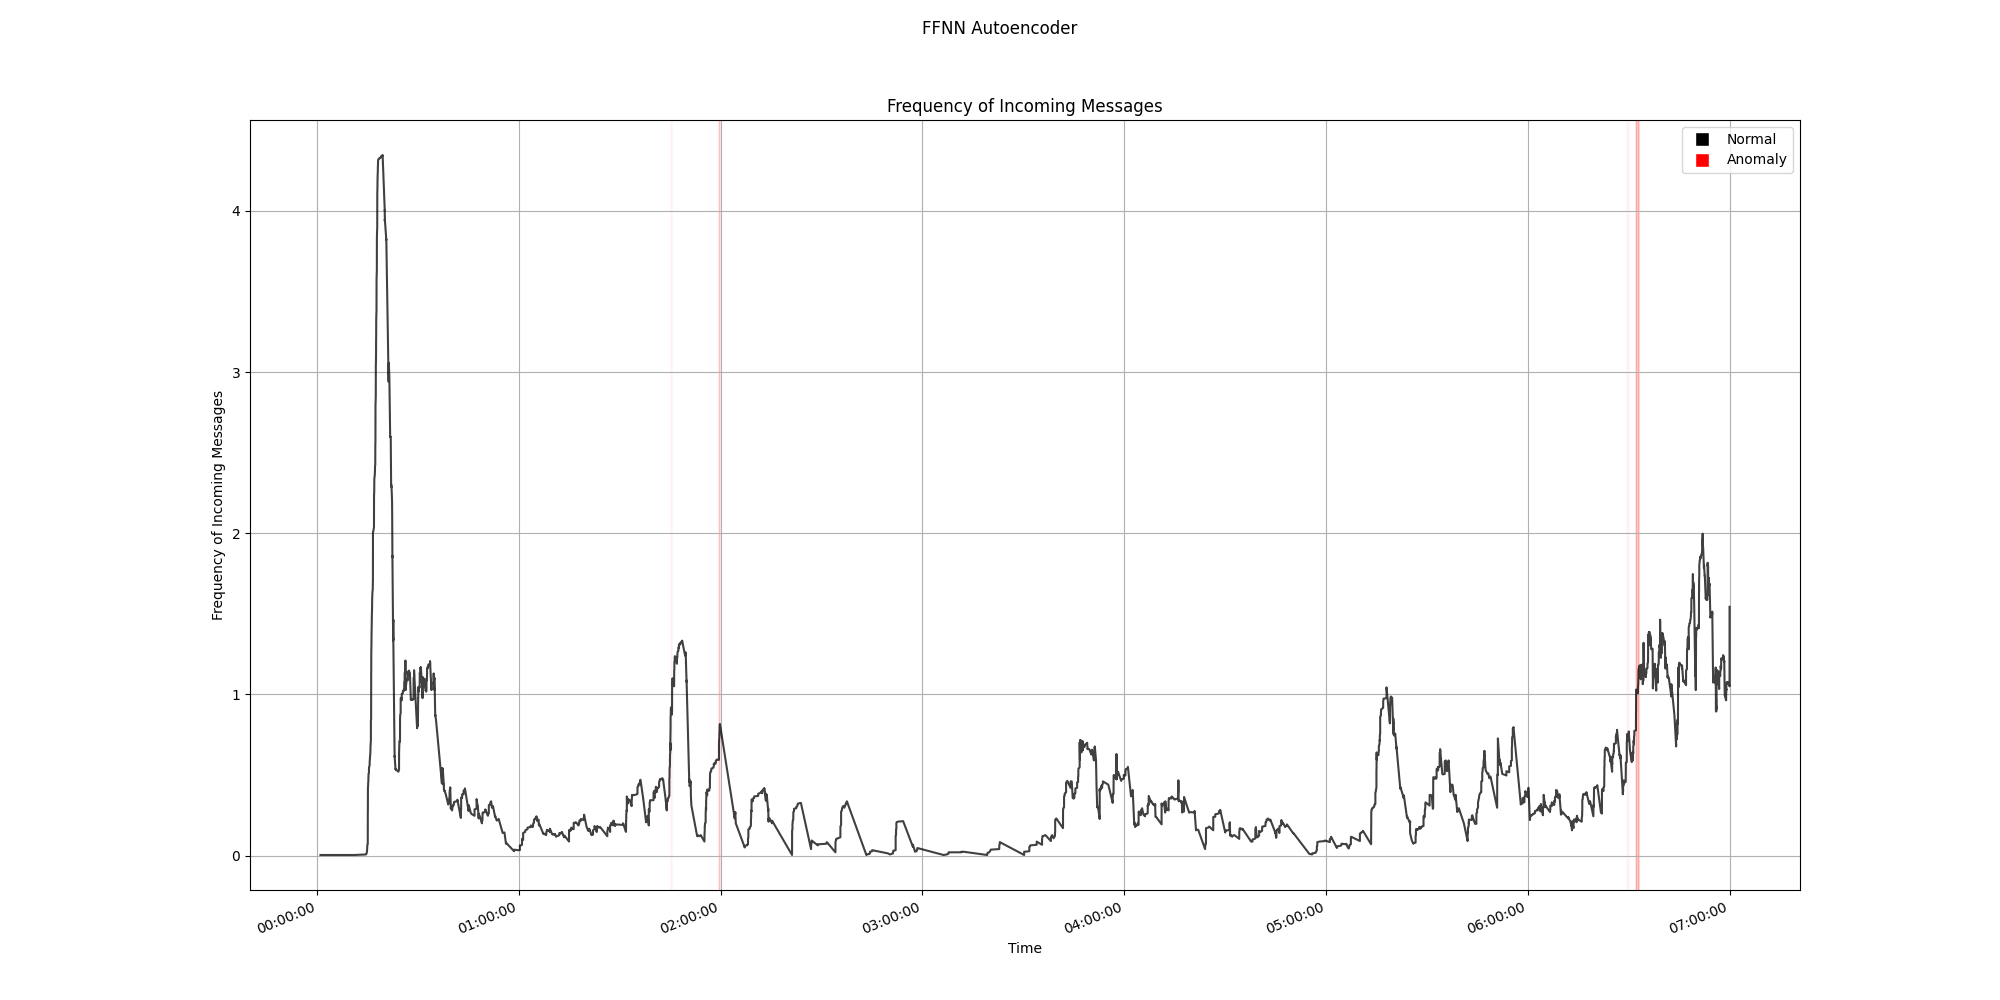 FFNN Autoencoder
Frequency of Incoming Messages
Normal
Anomaly
Frequency of Incoming Messages
4
3
2
1
0
00:00:00
01:00:00
02:00:00
03:00:00
04:00:00
05:00:00
06:00:00
07:00:00
Time